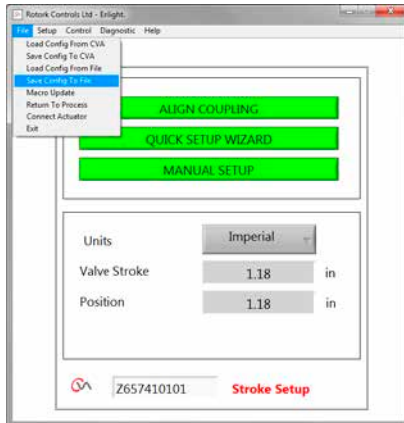 Rotork Controls Ltd - Enlight.
File Setup Control Diagnostic Help
Load Config From CVA
Save Config To CVA
Load Config From File
Save Config To File
Macro Update
Return To Process
Connect Actuator
Exit
ALIGN COUPLING
QUICK SETUP WIZARD
MANUAL SETUP
Units Imperial
Valve Stroke 1.18 in
Position 1.18 in
Z657410101 Stroke Setup